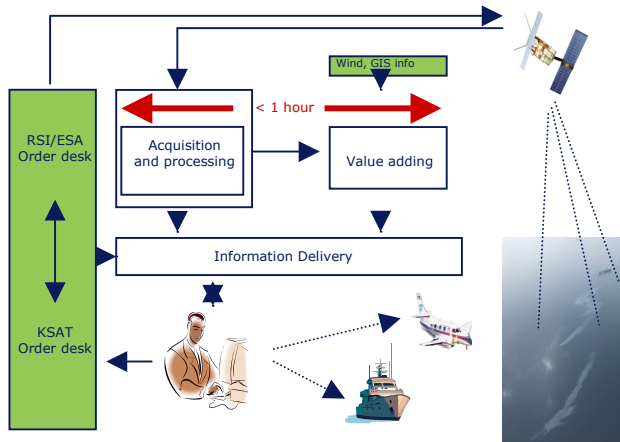 Wind, GIS info
< 1 hour
RSI/ESA
Order desk
Acquisition
and processing
Value adding
Information Delivery
KSAT
Order desk